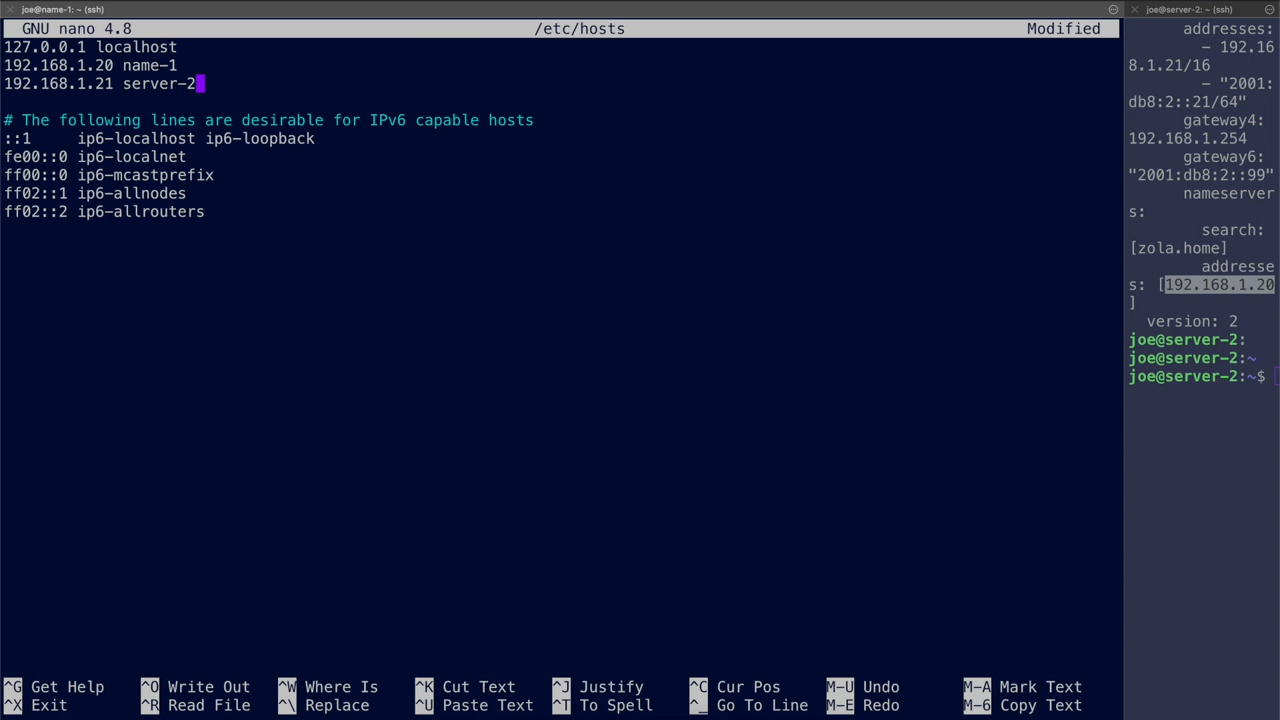 joe@name-1: ~ (ssh)
GNU nano 4.8 /etc/hosts Modified
127.0.0.1 localhost
192.168.1.20 name-1
192.168.1.21 server-2
# The following lines are desirable for IPv6 capable hosts
::1     ip6-localhost ip6-loopback
fe00::0 ip6-localnet
ff00::0 ip6-mcastprefix
ff02::1 ip6-allnodes
ff02::2 ip6-allrouters
^G Get Help ^O Write Out ^W Where Is ^K Cut Text ^J Justify ^C Cur Pos M-U Undo M-A Mark Text
^X Exit ^R Read File ^\ Replace ^U Paste Text ^T To Spell ^_ Go To Line M-E Redo M-6 Copy Text
joe@server-2: ~ (ssh)
addresses:
- 192.16
8.1.21/16
- "2001:
db8:2::21/64"
gateway4:
192.168.1.254
gateway6:
"2001:db8:2::99"
nameserver
s:
search:
[zola.home]
addresse
s: [192.168.1.20
]
version: 2
joe@server-2:
joe@server-2:~
joe@server-2:~$